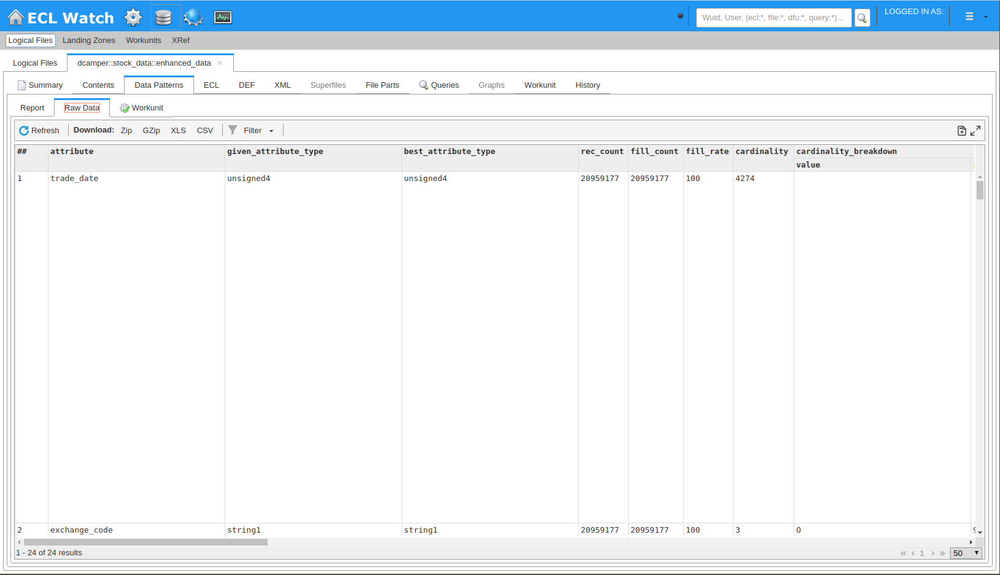 ECL Watch
Wuid, User, (ecl:*, file:*, dfu:*, query:*)...
LOGGED IN AS:
Logical Files Landing Zones Workunits XRef
Logical Files dcamper::stock_data::enhanced_data ×
Summary Contents Data Patterns ECL DEF XML Superfiles File Parts Queries Graphs Workunit History
Report Raw Data Workunit
Refresh Download: Zip GZip XLS CSV Filter
## attribute given_attribute_type best_attribute_type rec_count fill_count fill_rate cardinality cardinality_breakdown
value
1 trade_date unsigned4 unsigned4 20959177 20959177 100 4274
2 exchange_code string1 string1 20959177 20959177 100 3 O
1 - 24 of 24 results « ‹ 1 › » 50